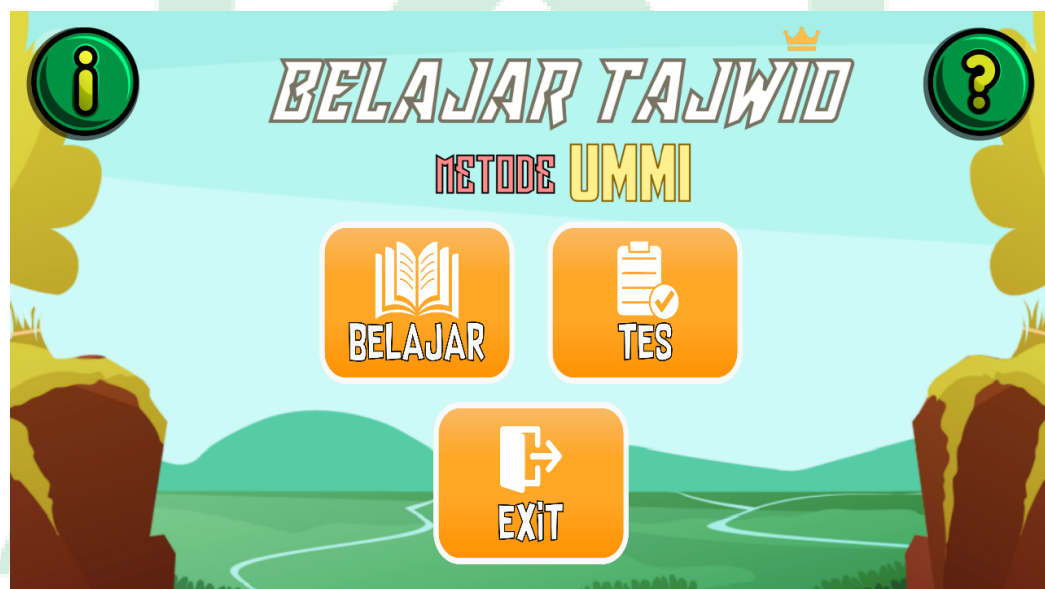 i
BELAJAR TAJWID
?
METODE UMMI
BELAJAR
TES
EXiT